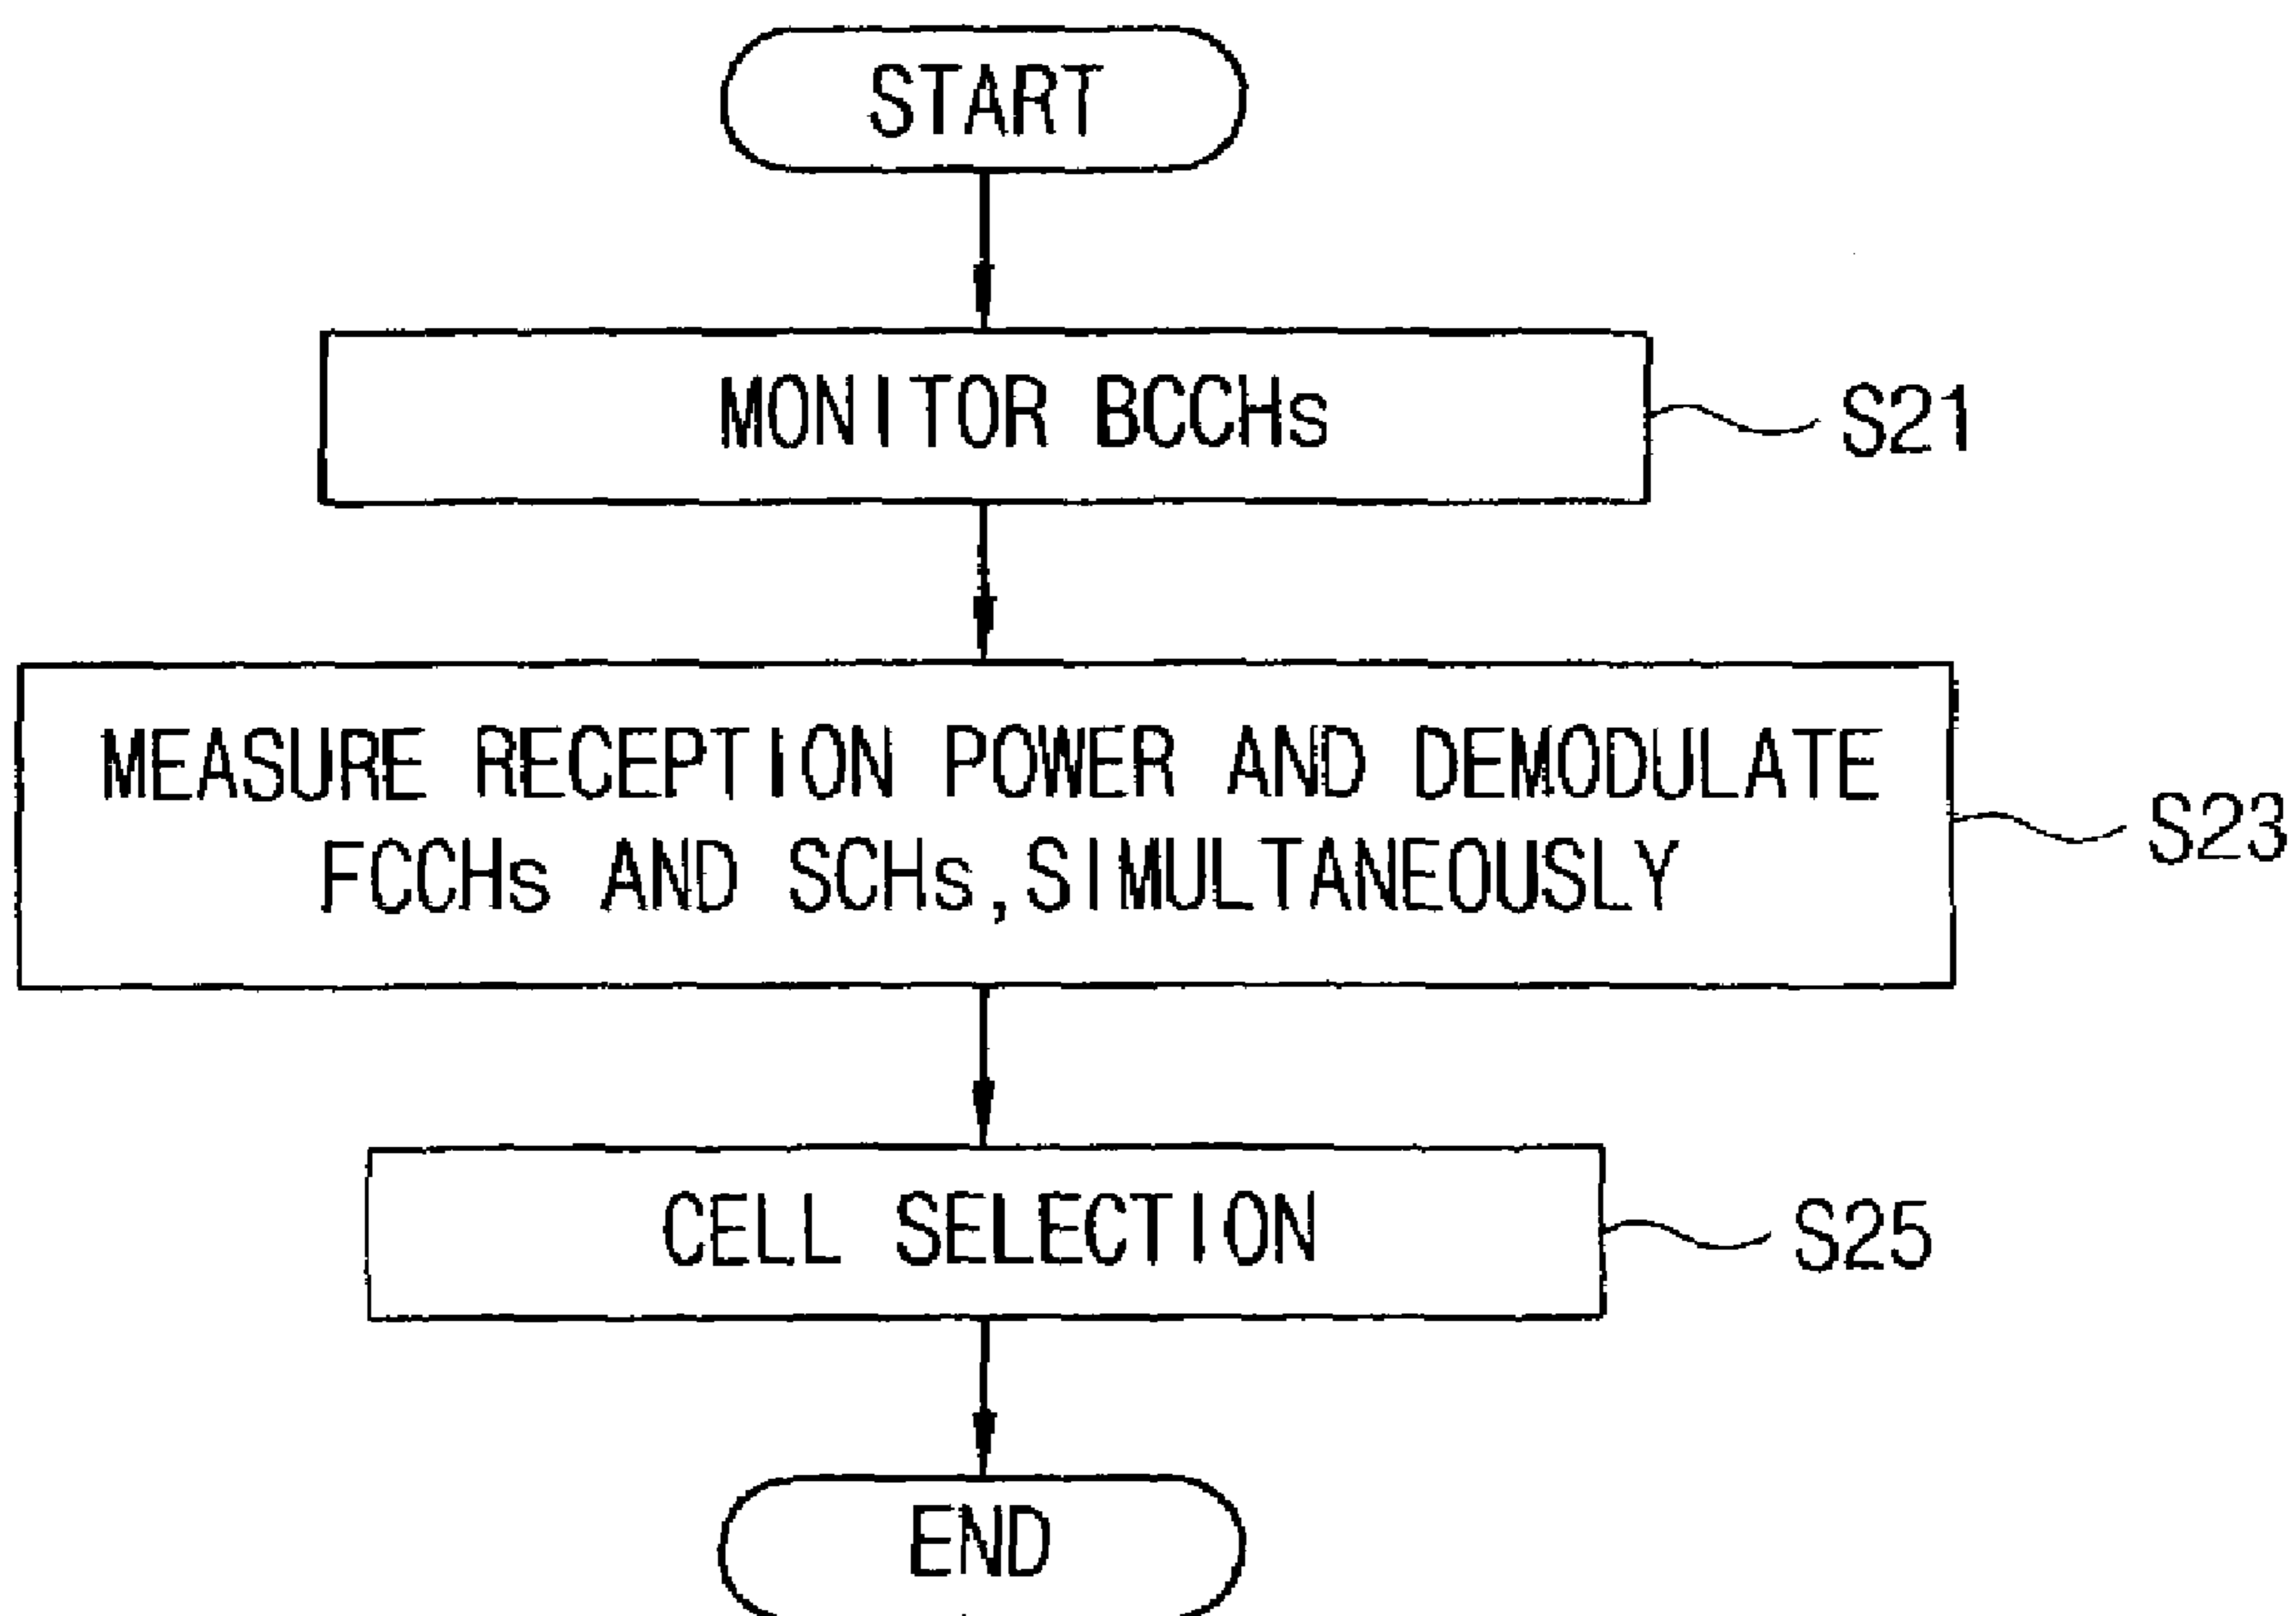 START
MONITOR BCCHs
S21
MEASURE RECEPTION POWER AND DEMODULATE
FCCHs AND SCHs,SIMULTANEOUSLY
S23
CELL SELECTION
S25
END